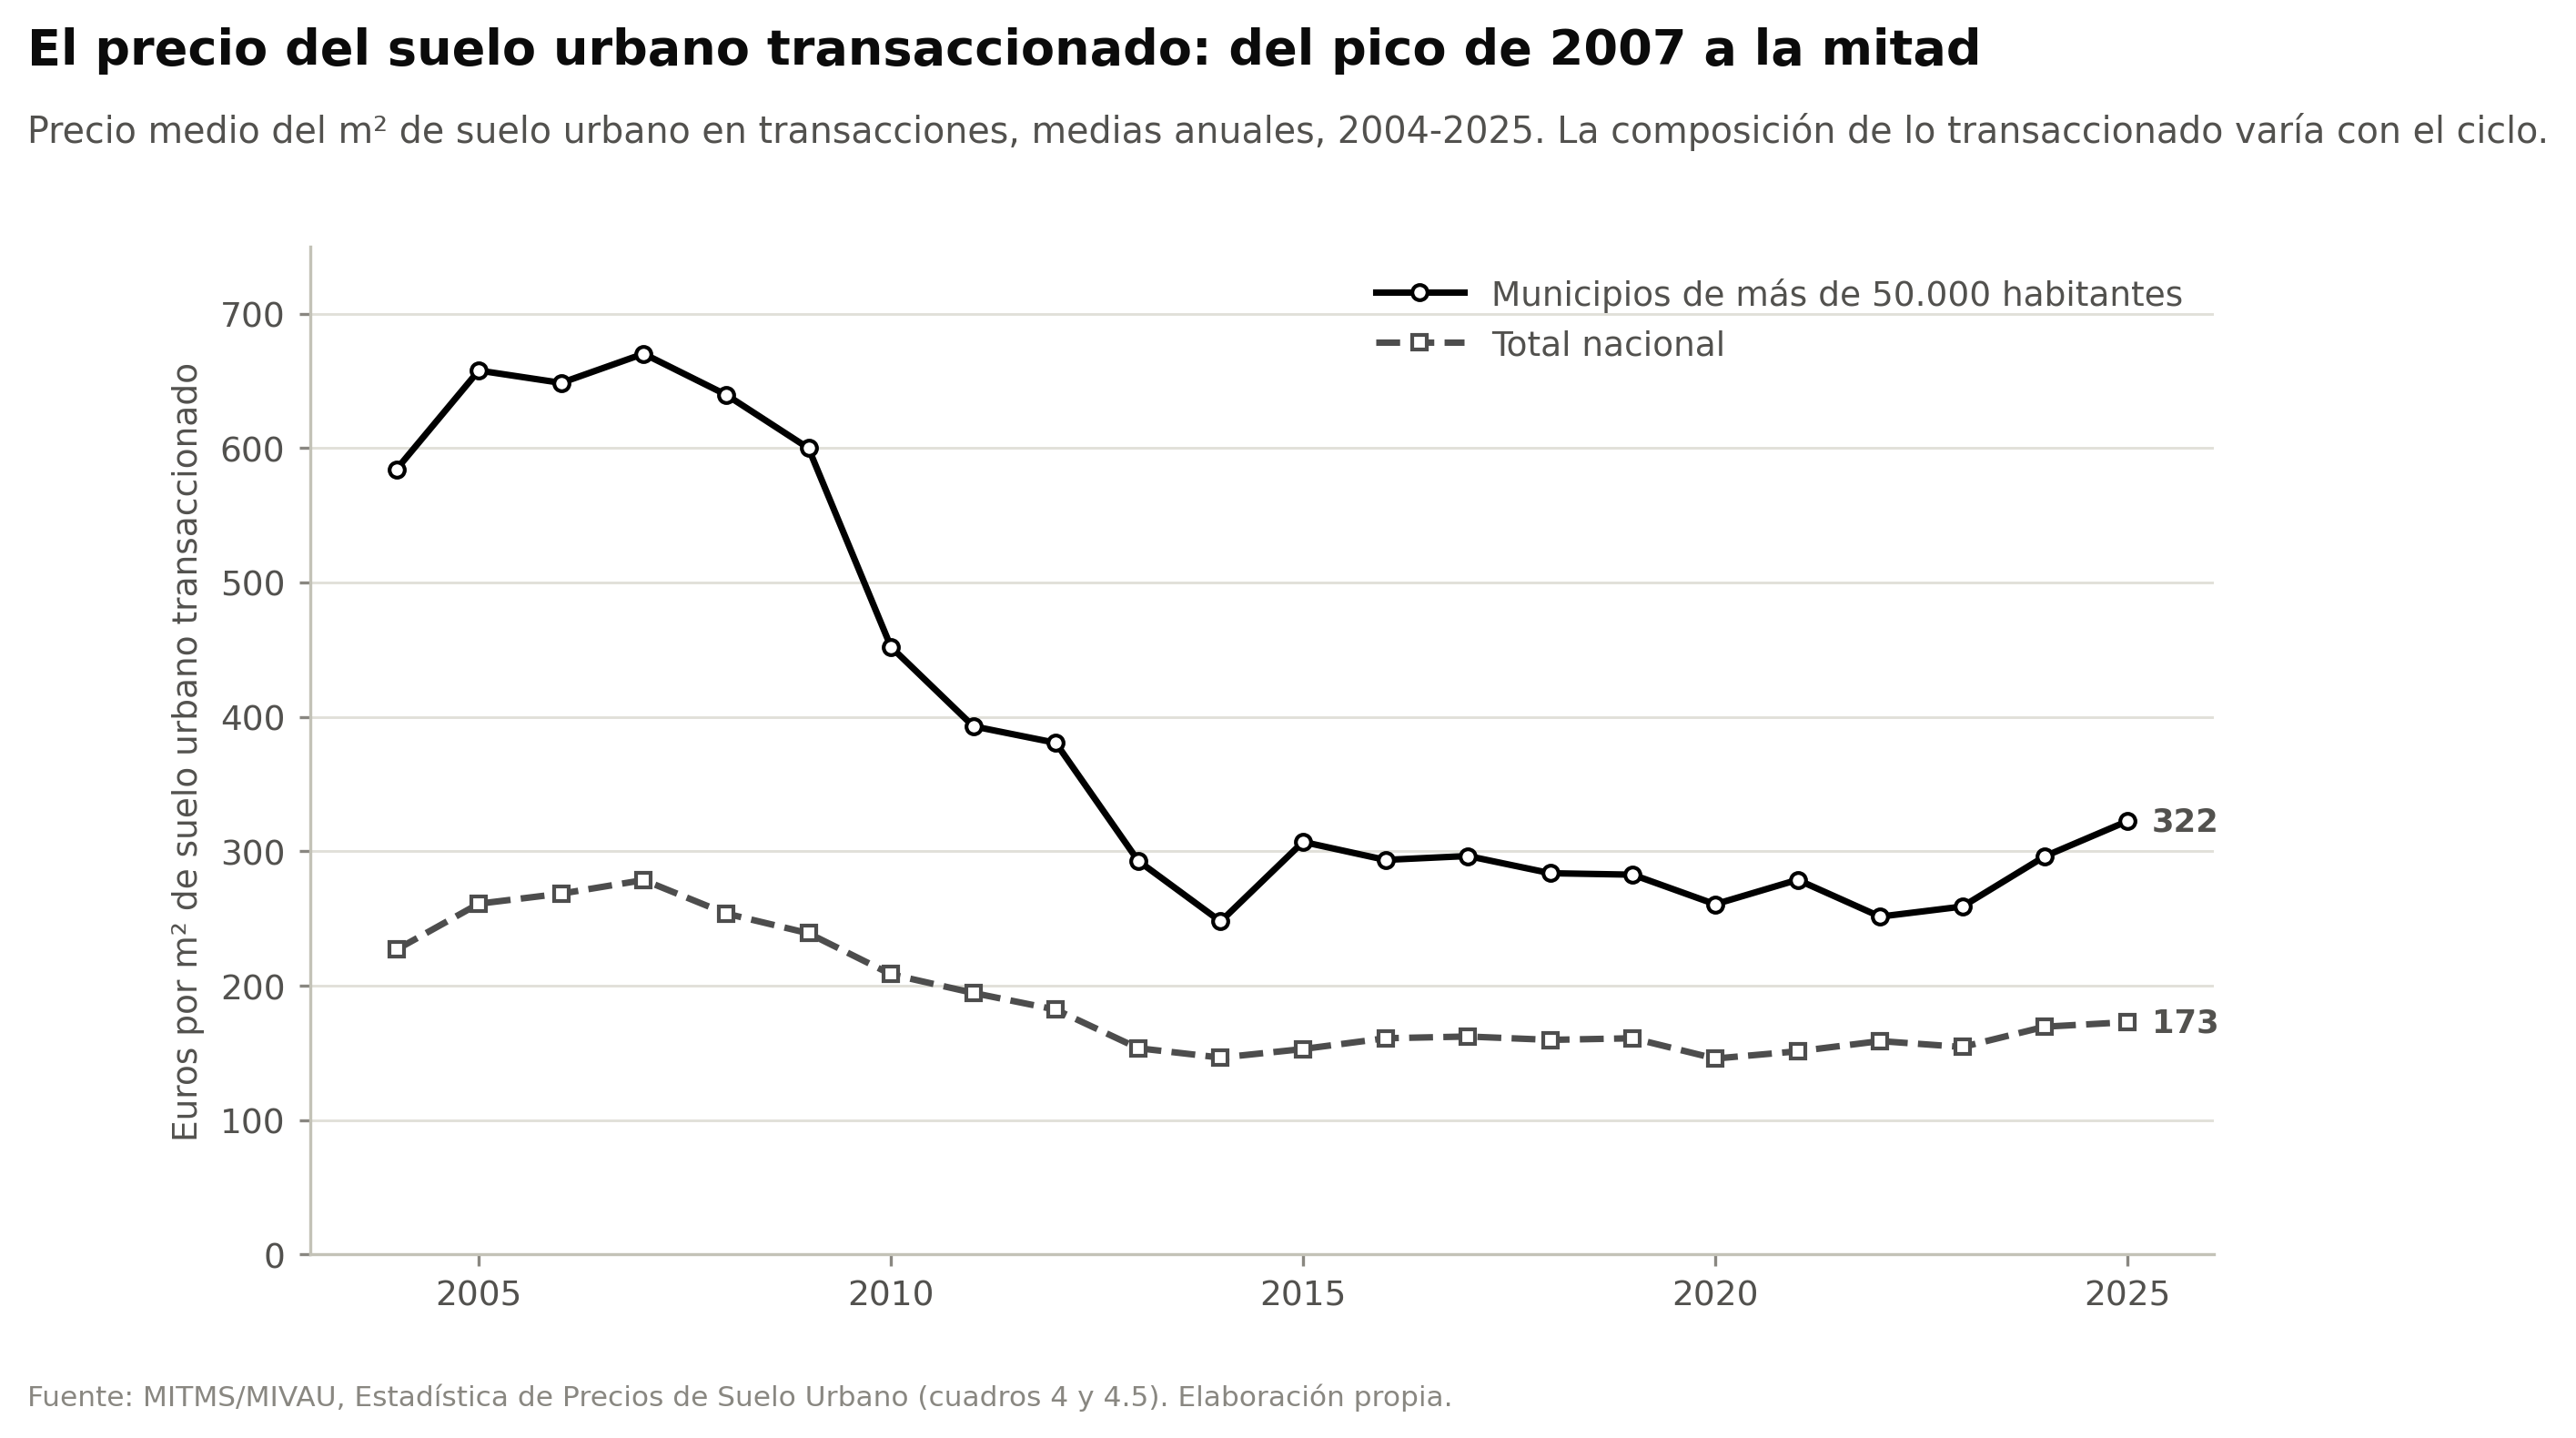 El precio del suelo urbano transaccionado: del pico de 2007 a la mitad
Precio medio del m² de suelo urbano en transacciones, medias anuales, 2004-2025. La composición de lo transaccionado varía con el ciclo.
Municipios de más de 50.000 habitantes
Total nacional
Euros por m² de suelo urbano transaccionado
700
600
500
400
300
200
100
0
322
173
2005
2010
2015
2020
2025
Fuente: MITMS/MIVAU, Estadística de Precios de Suelo Urbano (cuadros 4 y 4.5). Elaboración propia.